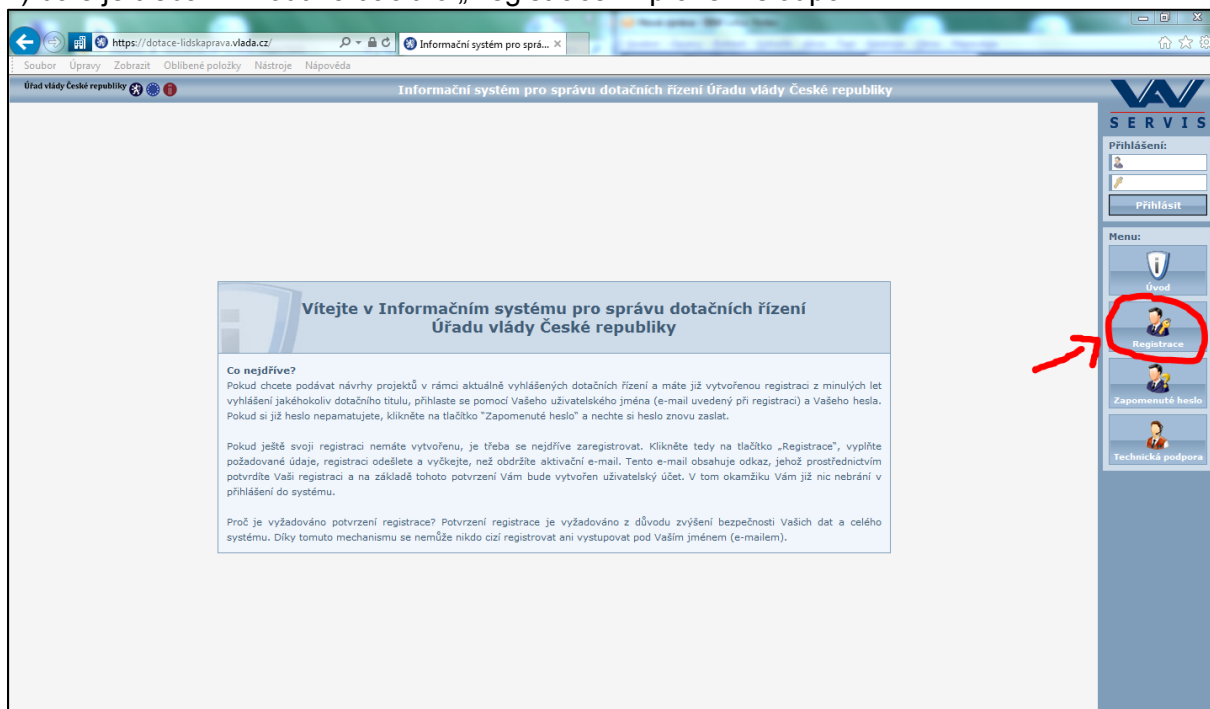 https://dotace-lidskaprava.vlada.cz/
Informační systém pro sprá...
Soubor Úpravy Zobrazit Oblíbené položky Nástroje Nápověda
Úřad vlády České republiky
Informační systém pro správu dotačních řízení Úřadu vlády České republiky
VAV
SERVIS
Přihlášení:
Přihlásit
Menu:
Úvod
Registrace
Zapomenuté heslo
Technická podpora
Vítejte v Informačním systému pro správu dotačních řízení
Úřadu vlády České republiky
Co nejdříve?
Pokud chcete podávat návrhy projektů v rámci aktuálně vyhlášených dotačních řízení a máte již vytvořenou registraci z minulých let
vyhlášení jakéhokoliv dotačního titulu, přihlaste se pomocí Vašeho uživatelského jména (e-mail uvedený při registraci) a Vašeho hesla.
Pokud si již heslo nepamatujete, klikněte na tlačítko "Zapomenuté heslo" a nechte si heslo znovu zaslat.
Pokud ještě svoji registraci nemáte vytvořenu, je třeba se nejdříve zaregistrovat. Klikněte tedy na tlačítko „Registrace", vyplňte
požadované údaje, registraci odešlete a vyčkejte, než obdržíte aktivační e-mail. Tento e-mail obsahuje odkaz, jehož prostřednictvím
potvrdíte Vaši registraci a na základě tohoto potvrzení Vám bude vytvořen uživatelský účet. V tom okamžiku Vám již nic nebrání v
přihlášení do systému.
Proč je vyžadováno potvrzení registrace? Potvrzení registrace je vyžadováno z důvodu zvýšení bezpečnosti Vašich dat a celého
systému. Díky tomuto mechanismu se nemůže nikdo cizí registrovat ani vystupovat pod Vaším jménem (e-mailem).